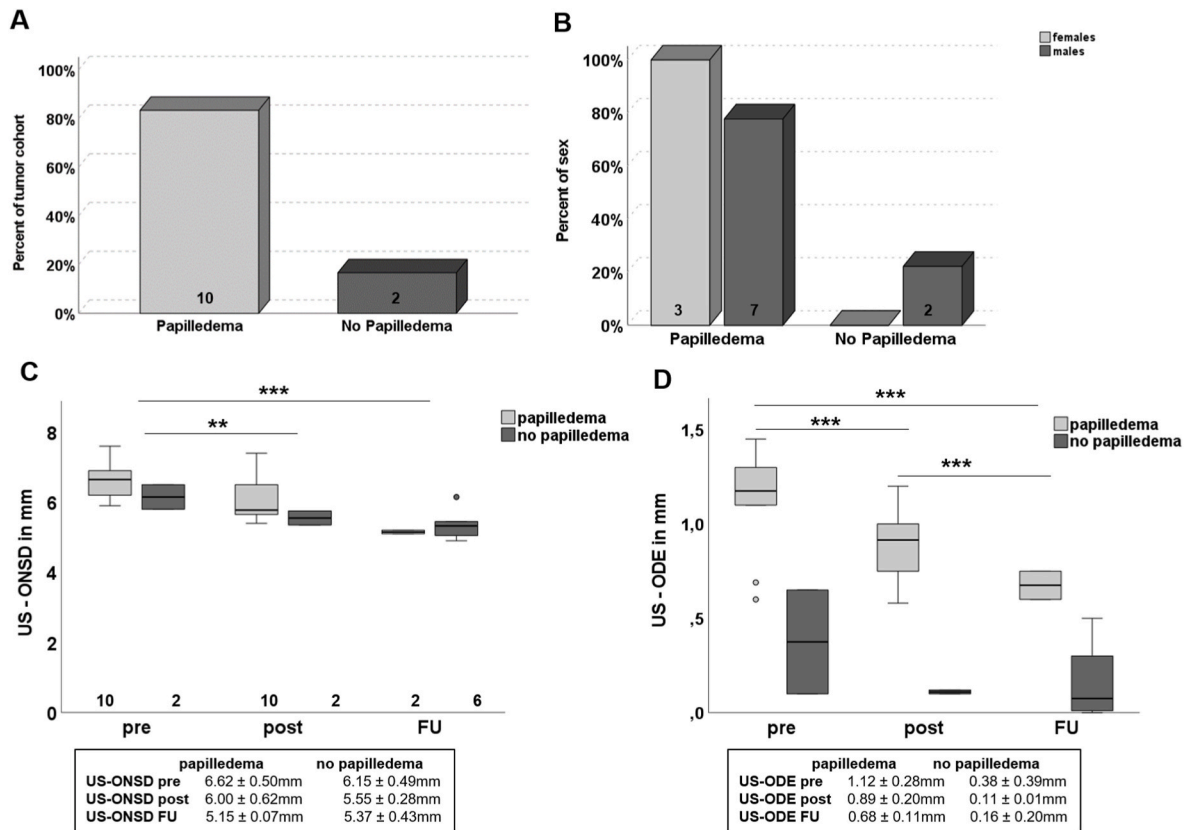 A
Percent of tumor cohort
100%
80%
60%
40%
20%
0%
10
2
Papilledema No Papilledema
B
females
males
Percent of sex
100%
80%
60%
40%
20%
0%
3 7 2
Papilledema No Papilledema
C
***
**
papilledema
no papilledema
US - ONSD in mm
8
6
4
2
0
10 2 10 2 2 6
pre post FU
papilledema no papilledema
US-ONSD pre 6.62 ± 0.50mm 6.15 ± 0.49mm
US-ONSD post 6.00 ± 0.62mm 5.55 ± 0.28mm
US-ONSD FU 5.15 ± 0.07mm 5.37 ± 0.43mm
D
***
***
***
papilledema
no papilledema
US - ODE in mm
1,5
1,0
,5
,0
pre post FU
papilledema no papilledema
US-ODE pre 1.12 ± 0.28mm 0.38 ± 0.39mm
US-ODE post 0.89 ± 0.20mm 0.11 ± 0.01mm
US-ODE FU 0.68 ± 0.11mm 0.16 ± 0.20mm